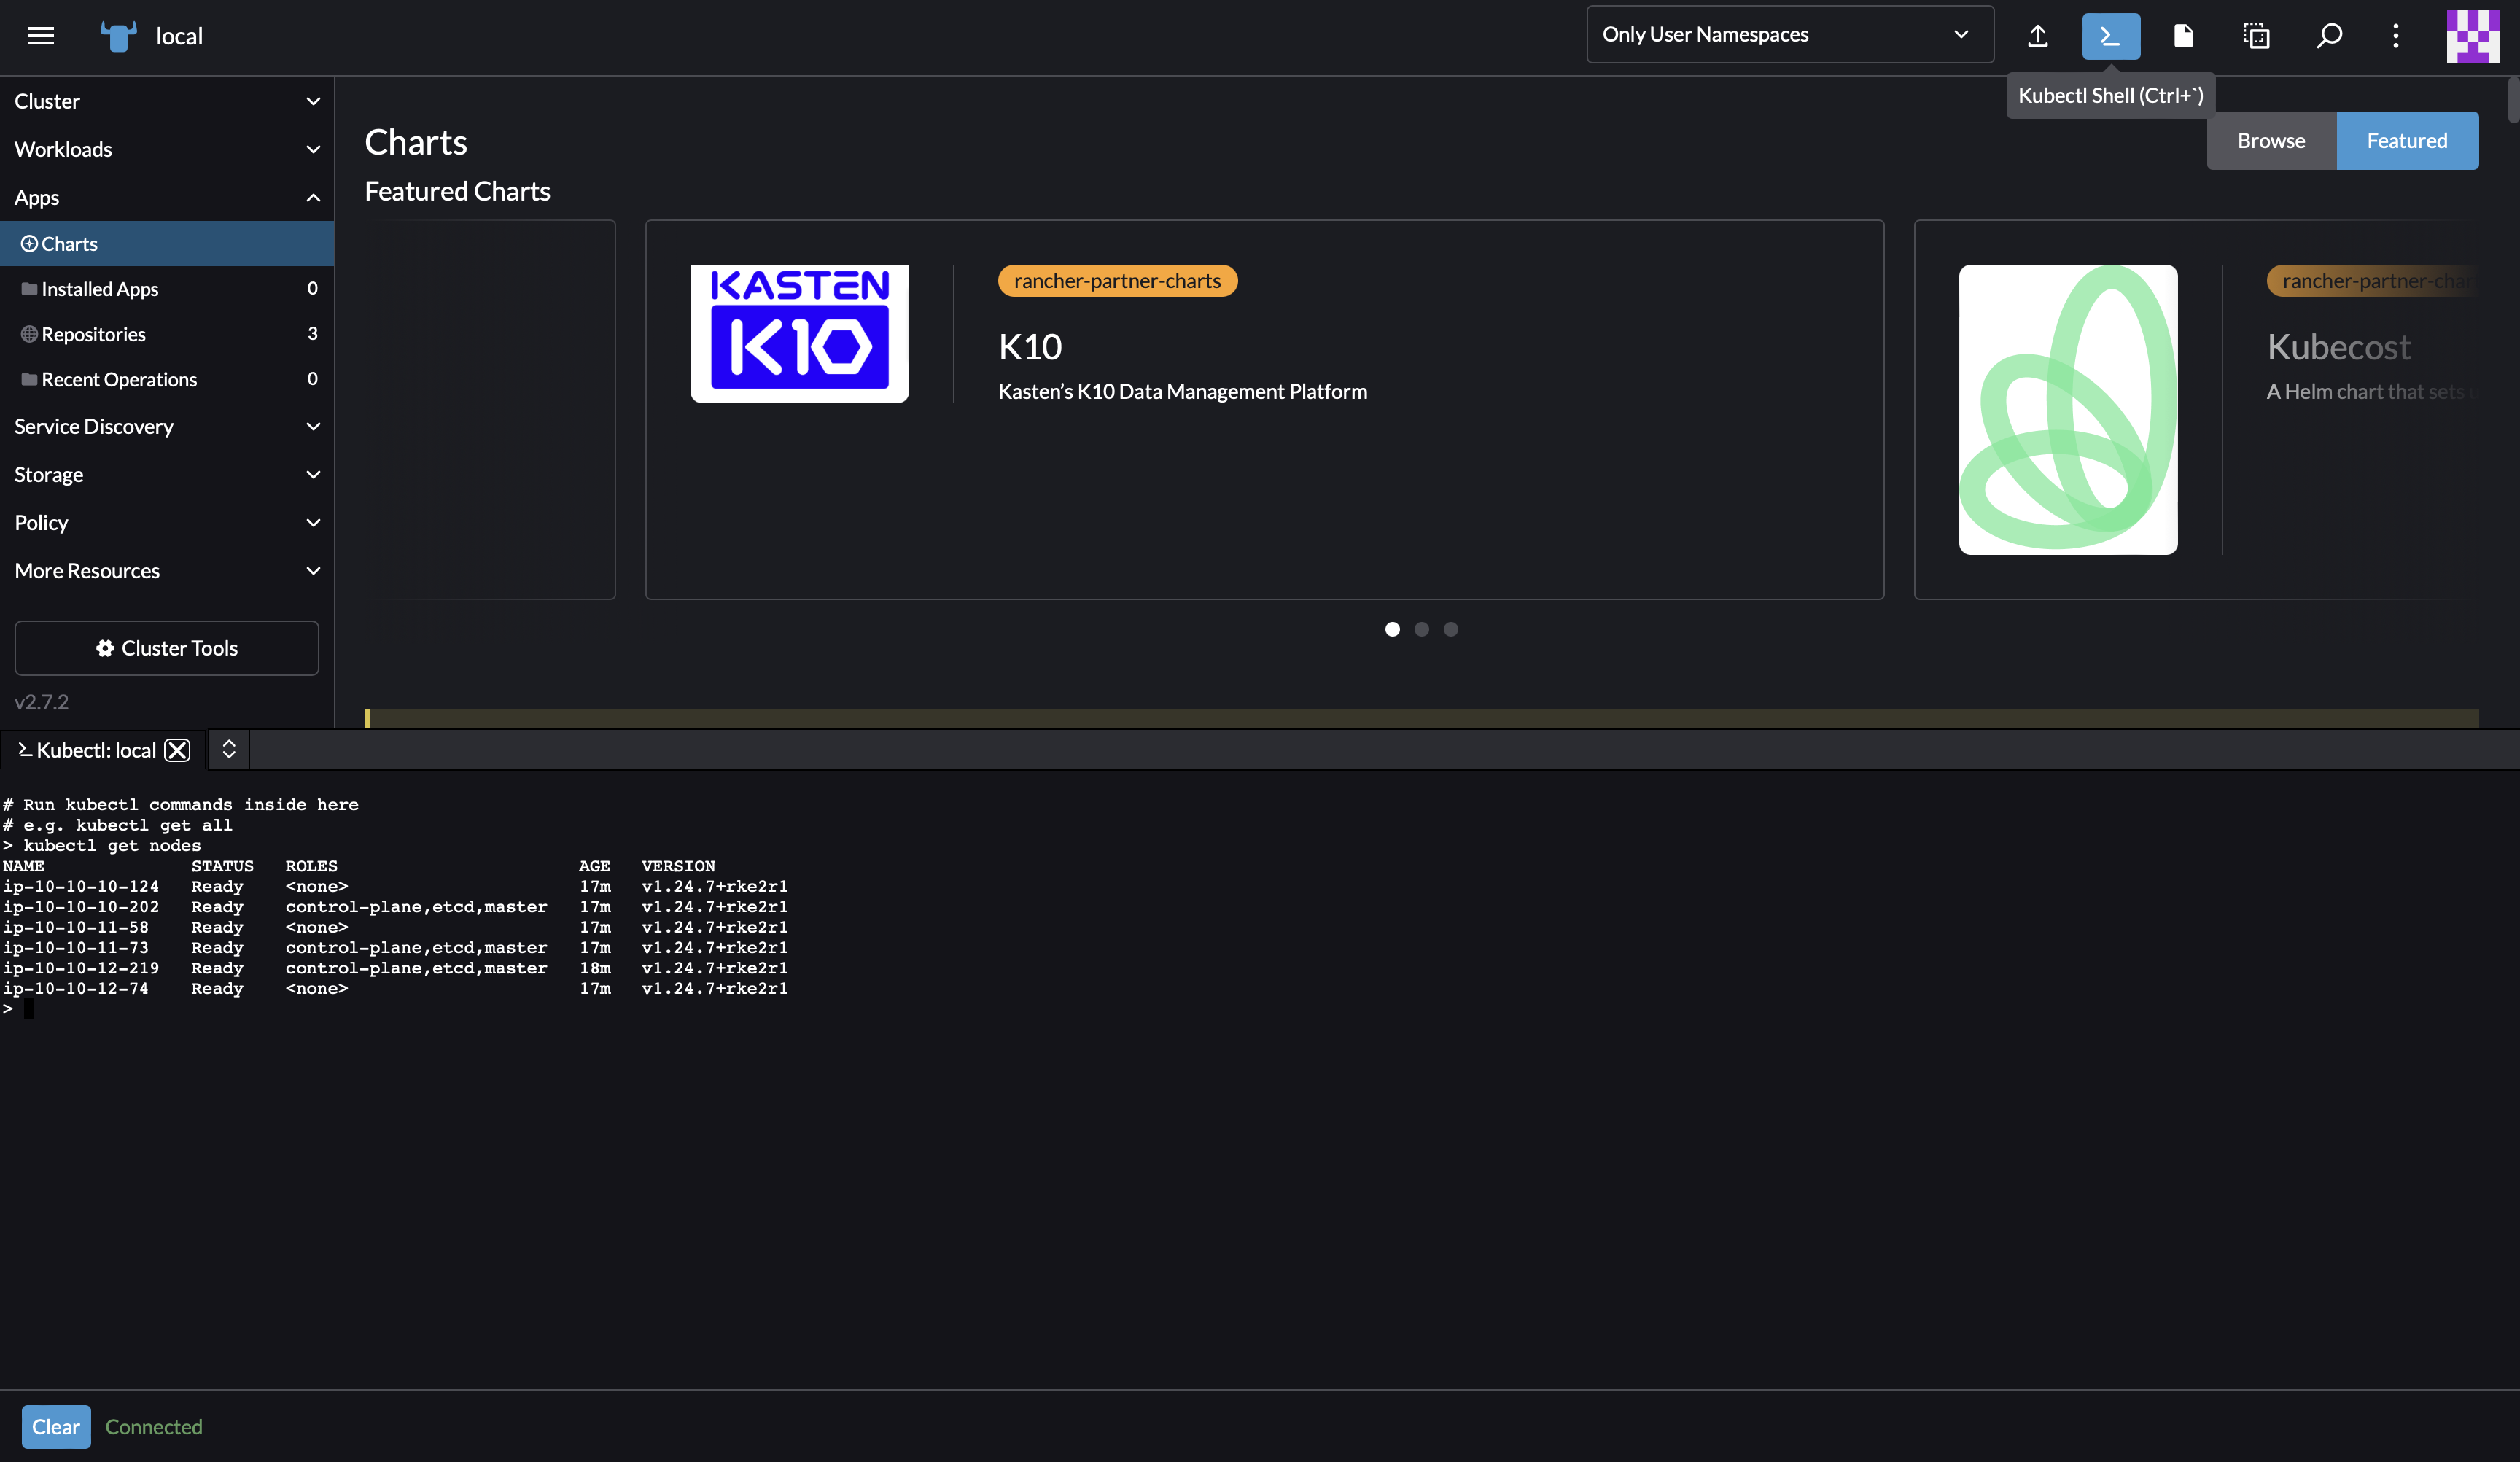 local
Only User Namespaces
Kubectl Shell (Ctrl+`)
Cluster
Workloads
Apps
Charts
Installed Apps 0
Repositories 3
Recent Operations 0
Service Discovery
Storage
Policy
More Resources
Cluster Tools
v2.7.2
Charts
Browse Featured
Featured Charts
KASTEN
K10
rancher-partner-charts
K10
Kasten’s K10 Data Management Platform
rancher-partner-char
Kubecost
A Helm chart that sets u
Kubectl: local
# Run kubectl commands inside here
# e.g. kubectl get all
> kubectl get nodes
NAME STATUS ROLES AGE VERSION
ip-10-10-10-124 Ready <none> 17m v1.24.7+rke2r1
ip-10-10-10-202 Ready control-plane,etcd,master 17m v1.24.7+rke2r1
ip-10-10-11-58 Ready <none> 17m v1.24.7+rke2r1
ip-10-10-11-73 Ready control-plane,etcd,master 17m v1.24.7+rke2r1
ip-10-10-12-219 Ready control-plane,etcd,master 18m v1.24.7+rke2r1
ip-10-10-12-74 Ready <none> 17m v1.24.7+rke2r1
>
Clear Connected